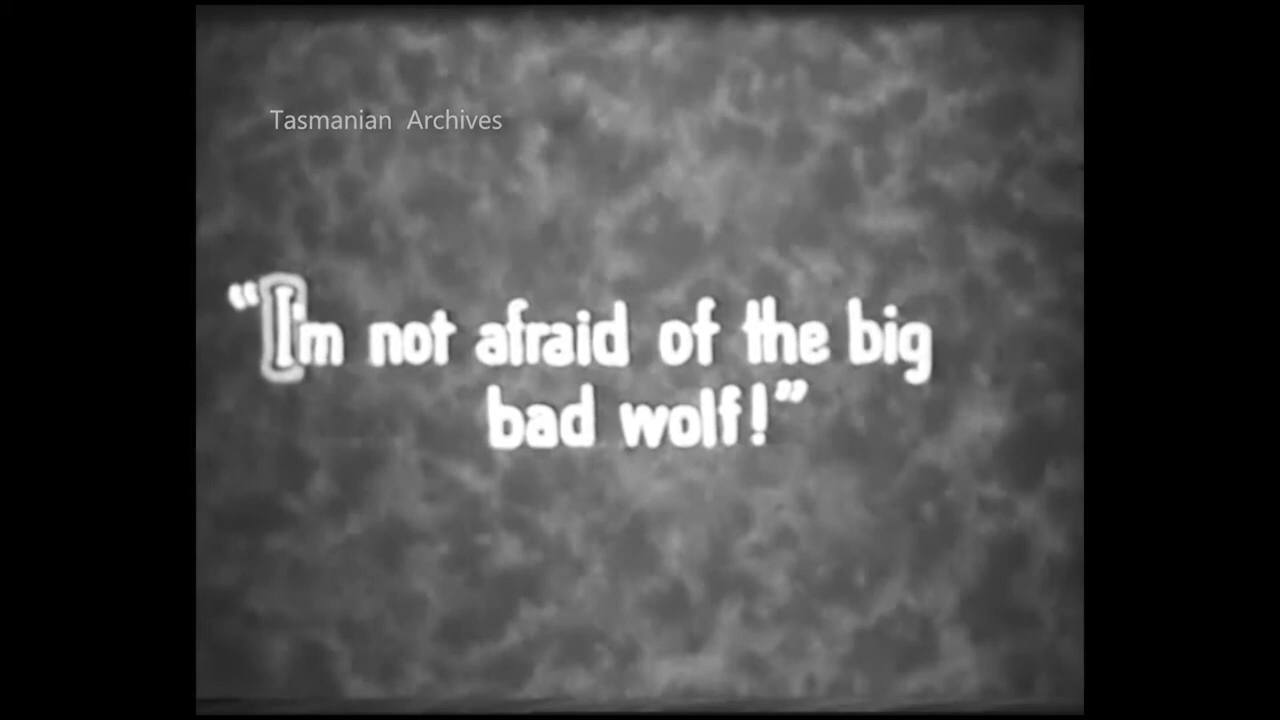 Tasmanian Archives
“I'm not afraid of the big
bad wolf!”